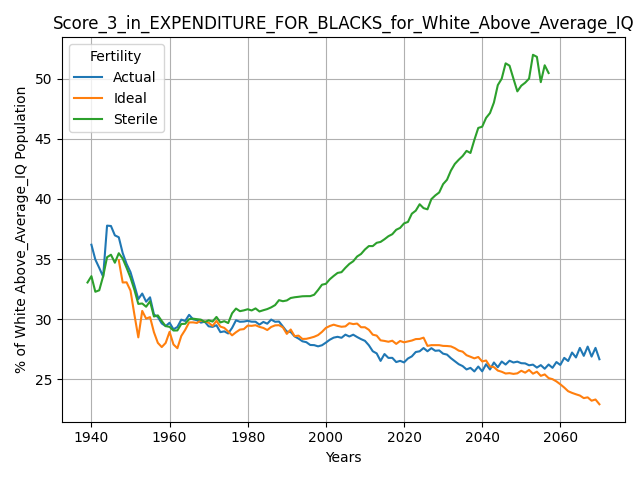 Score_3_in_EXPENDITURE_FOR_BLACKS_for_White_Above_Average_IQ
Fertility
Actual
Ideal
Sterile
% of White Above_Average_IQ Population
50
45
40
35
30
25
1940
1960
1980
2000
2020
2040
2060
Years